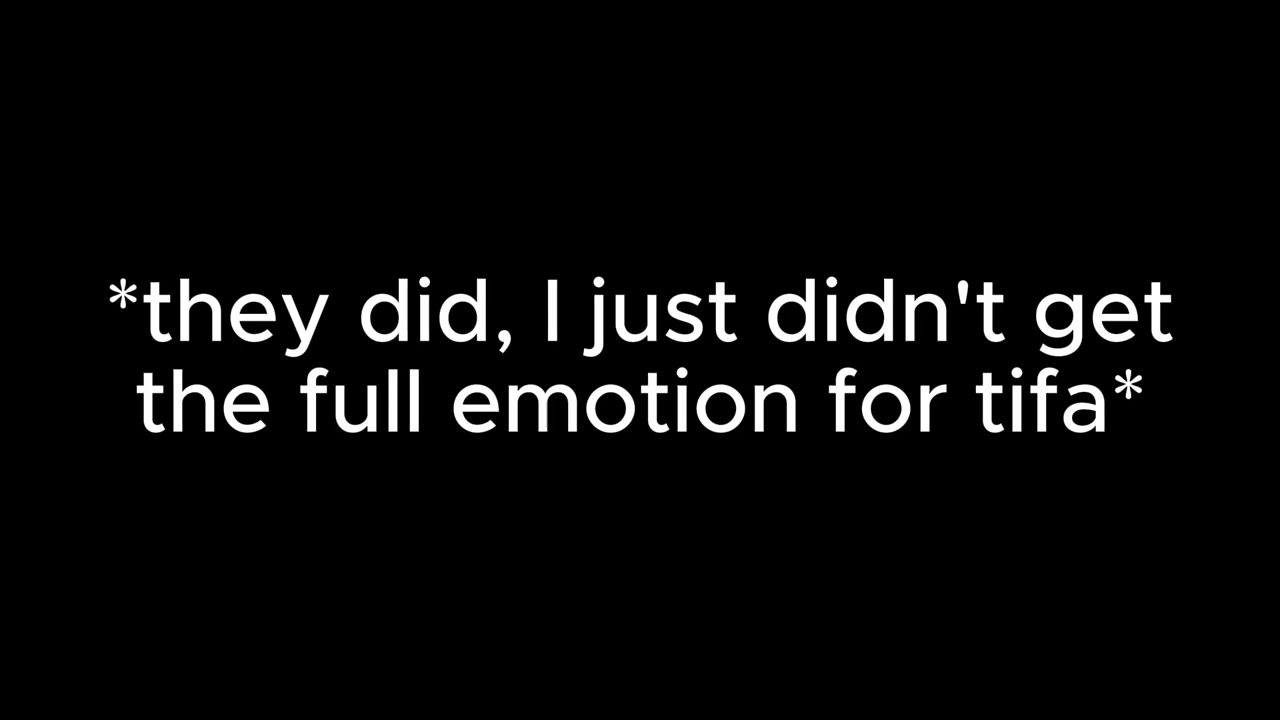 *they did, I just didn't get
the full emotion for tifa*